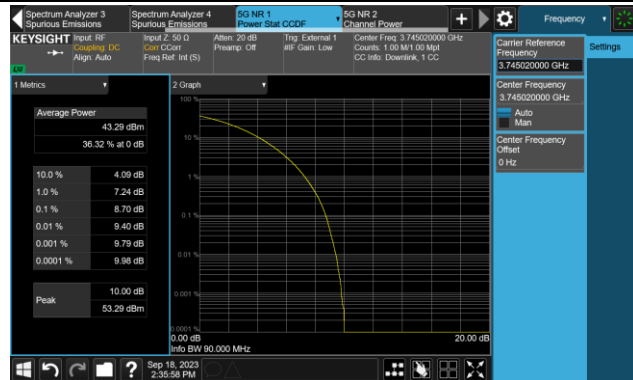 Spectrum Analyzer 3
Spurious Emissions
Spectrum Analyzer 4
Spurious Emissions
5G NR 1
Power Stat CCDF
5G NR 2
Channel Power
Frequency
KEYSIGHT
Input: RF
Coupling: DC
Align: Auto
Input Z: 50 Ω
Corr CCorr
Freq Ref: Int (S)
Atten: 20 dB
Preamp: Off
Trig: External 1
#IF Gain: Low
Center Freq: 3.745020000 GHz
Counts: 1.00 M/1.00 Mpt
CC Info: Downlink, 1 CC
LM
Carrier Reference
Frequency
3.745020000 GHz
Settings
Center Frequency
3.745020000 GHz
Auto
Man
Center Frequency
Offset
0 Hz
1 Metrics
Average Power
43.29 dBm
36.32 % at 0 dB
10.0 % 4.09 dB
1.0 % 7.24 dB
0.1 % 8.70 dB
0.01 % 9.40 dB
0.001 % 9.79 dB
0.0001 % 9.98 dB
Peak
10.00 dB
53.29 dBm
2 Graph
100 %
10 %
1 %
0.1 %
0.01 %
0.001 %
0.0001 %
0.00 dB
20.00 dB
Info BW 90.000 MHz
?
Sep 18, 2023
2:35:58 PM